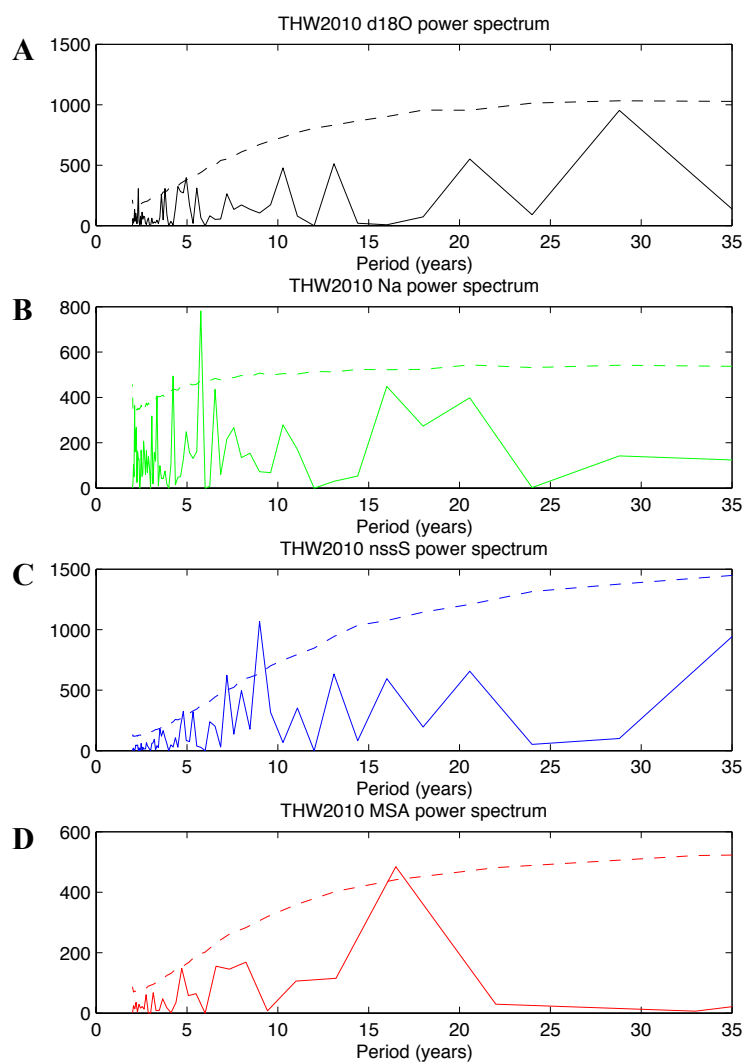 THW2010 d18O power spectrum
A
1500
1000
500
0
0 5 10 15 20 25 30 35
Period (years)
THW2010 Na power spectrum
B
800
600
400
200
0
0 5 10 15 20 25 30 35
Period (years)
THW2010 nssS power spectrum
C
1500
1000
500
0
0 5 10 15 20 25 30 35
Period (years)
THW2010 MSA power spectrum
D
600
400
200
0
0 5 10 15 20 25 30 35
Period (years)